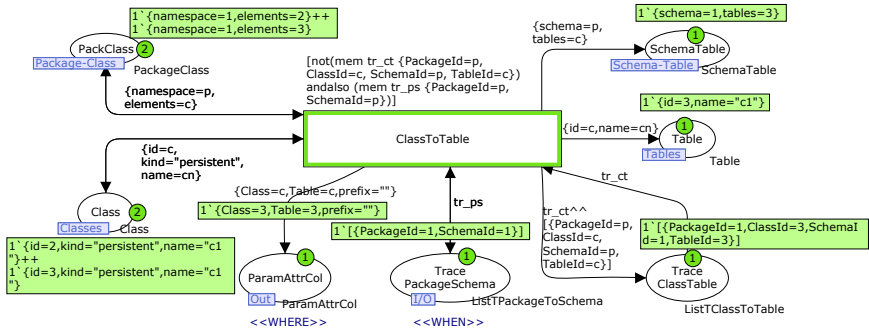 1`{namespace=1,elements=2}++
1`{namespace=1,elements=3}
PackClass
2
Package-Class
PackageClass
{namespace=p,
elements=c}
[not(mem tr_ct {PackageId=p,
ClassId=c, SchemaId=p, TableId=c})
andalso (mem tr_ps {PackageId=p,
SchemaId=p})]
{schema=p,
tables=c}
1`{schema=1,tables=3}
1
SchemaTable
Schema-Table
SchemaTable
ClassToTable
{id=c,name=cn}
1`{id=3,name="c1"}
1
Table
Tables
Table
{id=c,
kind="persistent",
name=cn}
Class
2
Classes
Class
1`{id=2,kind="persistent",name="c1
"}++
1`{id=3,kind="persistent",name="c1
"}
{Class=c,Table=c,prefix=""}
1`{Class=3,Table=3,prefix=""}
1
ParamAttrCol
Out
ParamAttrCol
<<WHERE>>
tr_ps
1`[{PackageId=1,SchemaId=1}]
1
Trace
PackageSchema
I/O
ListTPackageToSchema
<<WHEN>>
tr_ct^^
[{PackageId=p,
ClassId=c,
SchemaId=p,
TableId=c}]
tr_ct
1`[{PackageId=1,ClassId=3,SchemaI
d=1,TableId=3}]
1
Trace
ClassTable
ListTClassToTable